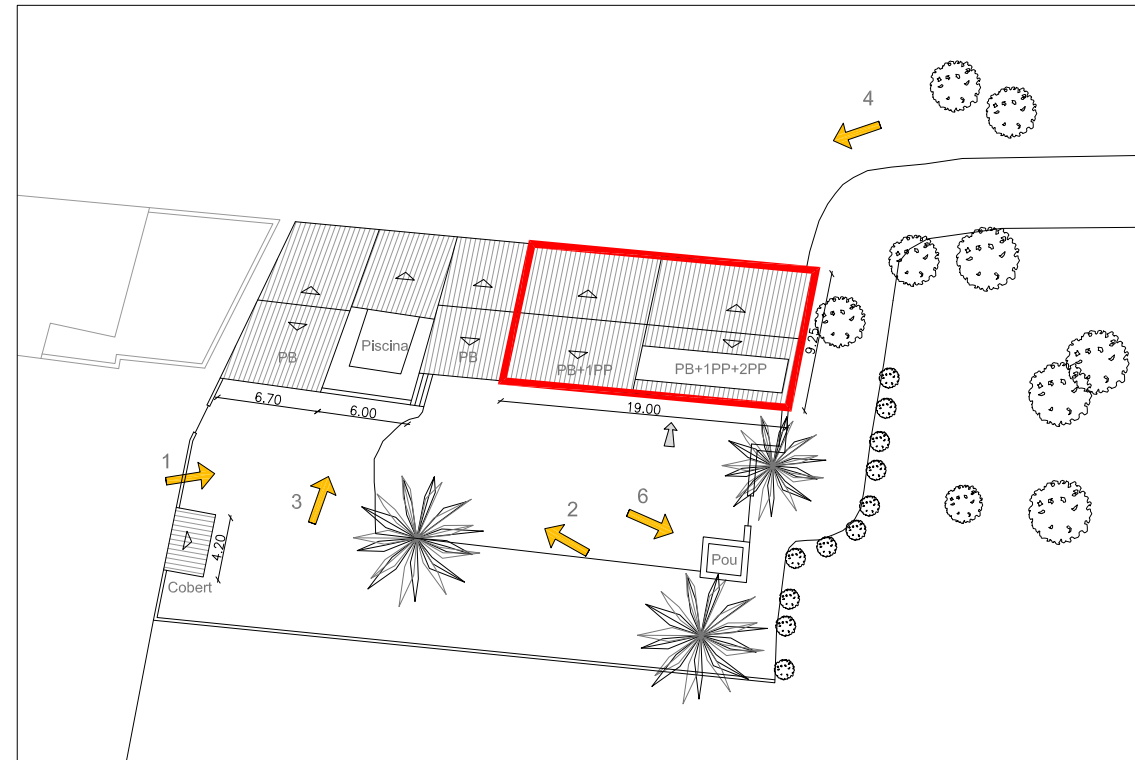 4
Piscina
9.25
PB
PB
PB+1PP
PB+1PP+2PP
6.70
6.00
19.00
1
3
2
6
4.20
Pou
Cobert